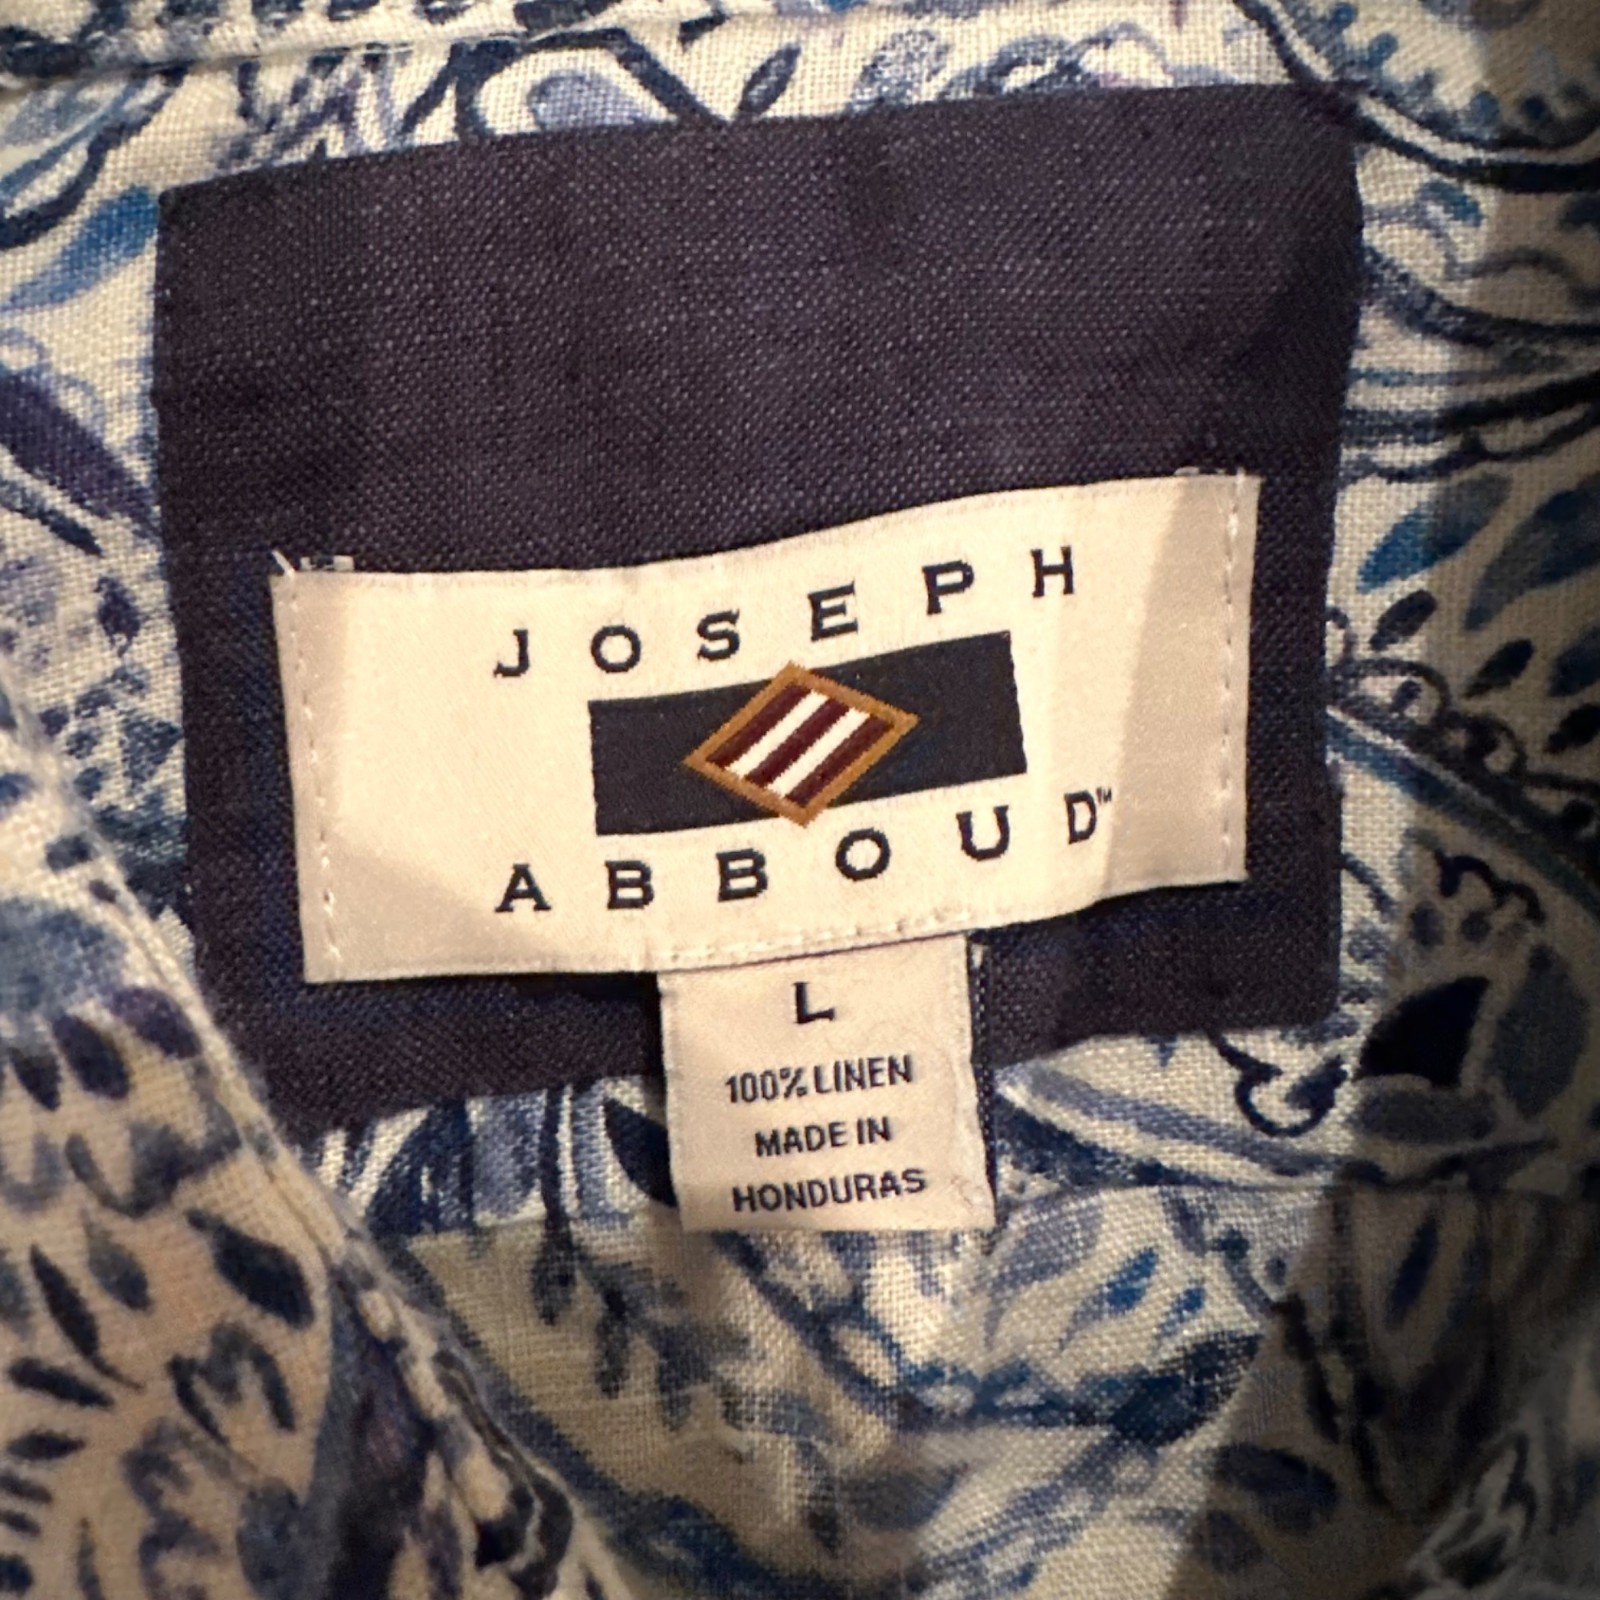 JOSEPH
ABBOUD™
L
100% LINEN
MADE IN
HONDURAS